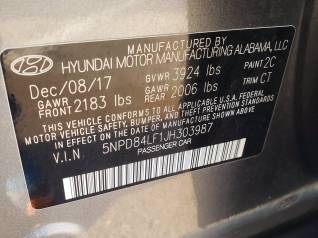 MANUFACTURED BY
HYUNDAI MOTOR MANUFACTURING ALABAMA, LLC
Dec/08/17 GVWR 3924 lbs PAINT 2C
GAWR FRONT 2183 lbs GAWR REAR 2006 lbs TRIM CT
THIS VEHICLE CONFORMS TO ALL APPLICABLE FEDERAL MOTOR VEHICLE
SAFETY, BUMPER, AND THEFT PREVENTION STANDARDS
IN EFFECT ON THE DATE OF MANUFACTURE SHOWN ABOVE.
V.I.N 5NPD84LF1JH303987
PASSENGER CAR